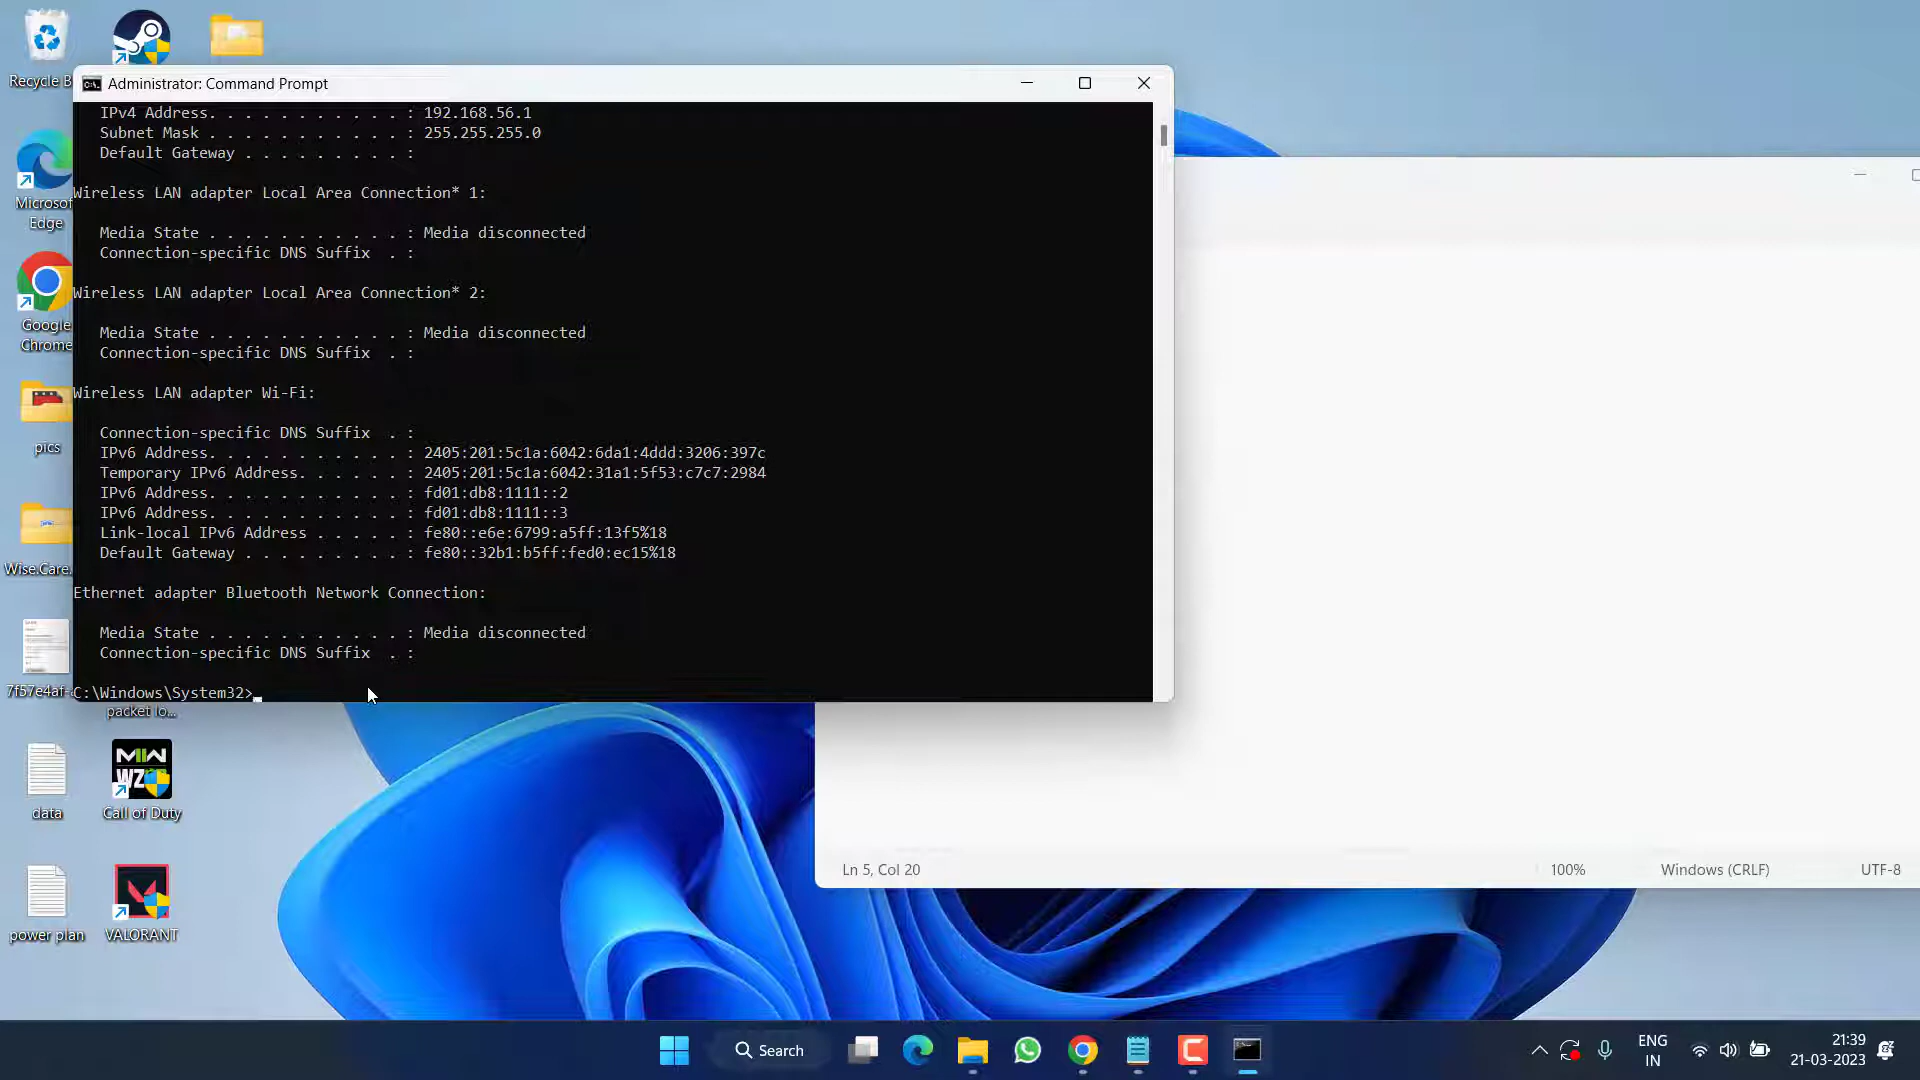 Recycle B
Administrator: Command Prompt
IPv4 Address. . . . . . . . . . . : 192.168.56.1
Subnet Mask . . . . . . . . . . . : 255.255.255.0
Default Gateway . . . . . . . . . :
Wireless LAN adapter Local Area Connection* 1:
Media State . . . . . . . . . . . : Media disconnected
Connection-specific DNS Suffix  . :
Wireless LAN adapter Local Area Connection* 2:
Media State . . . . . . . . . . . : Media disconnected
Connection-specific DNS Suffix  . :
Wireless LAN adapter Wi-Fi:
Connection-specific DNS Suffix  . :
IPv6 Address. . . . . . . . . . . : 2405:201:5c1a:6042:6da1:4ddd:3206:397c
Temporary IPv6 Address. . . . . . : 2405:201:5c1a:6042:31a1:5f53:c7c7:2984
IPv6 Address. . . . . . . . . . . : fd01:db8:1111::2
IPv6 Address. . . . . . . . . . . : fd01:db8:1111::3
Link-local IPv6 Address . . . . . : fe80::e6e:6799:a5ff:13f5%18
Default Gateway . . . . . . . . . : fe80::32b1:b5ff:fed0:ec15%18
Ethernet adapter Bluetooth Network Connection:
Media State . . . . . . . . . . . : Media disconnected
Connection-specific DNS Suffix  . :
C:\Windows\System32>
Microsof
Edge
Google
Chrome
pics
Wise.Care.
7f57e4af-
packet lo...
data
MW
WZ
Call of Duty
power plan
VALORANT
Ln 5, Col 20
100%
Windows (CRLF)
UTF-8
Search
ENG
IN
21:39
21-03-2023